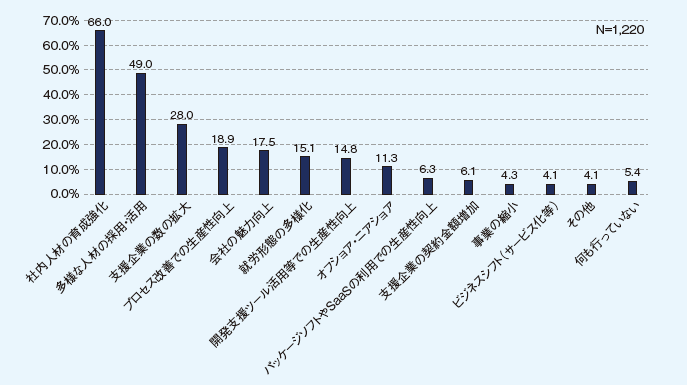 70.0%
60.0%
50.0%
40.0%
30.0%
20.0%
10.0%
0.0%
N=1,220
66.0
49.0
28.0
18.9
17.5
15.1
14.8
11.3
6.3
6.1
4.3
4.1
4.1
5.4
社内人材の育成強化
多様な人材の採用・活用
支援企業の数の拡大
プロセス改善での生産性向上
会社の魅力向上
就労形態の多様化
開発支援ツール活用等での生産性向上
オフショア・ニアショア
パッケージソフトやSaaSの利用での生産性向上
支援企業の契約金額増加
事業の縮小
ビジネスシフト(サービス化等)
その他
何も行っていない